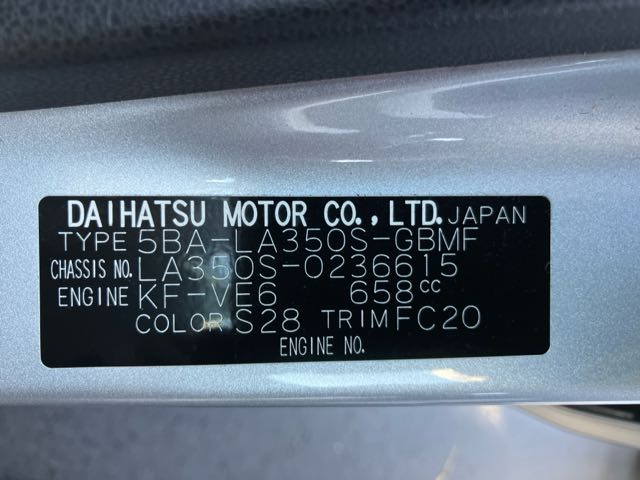 DAIHATSU MOTOR CO., LTD. JAPAN
TYPE 5BA-LA350S-GBMF
CHASSIS NO. LA350S-0236615
ENGINE KF-VE6 658cc
COLOR S28 TRIM FC20
ENGINE NO.